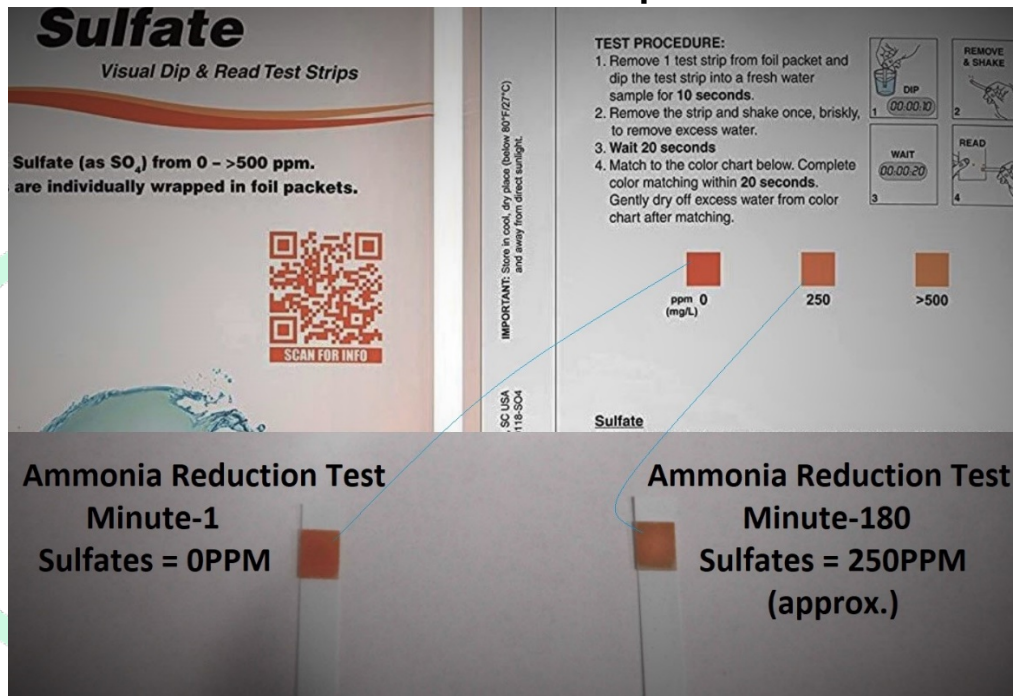 Sulfate
Visual Dip & Read Test Strips
Sulfate (as SO₄) from 0 – >500 ppm.
are individually wrapped in foil packets.
SCAN FOR INFO
IMPORTANT: Store in cool, dry place (below 80°F/27°C)
and away from direct sunlight.
, SC USA
118-SO4
TEST PROCEDURE:
1. Remove 1 test strip from foil packet and
dip the test strip into a fresh water
sample for 10 seconds.
2. Remove the strip and shake once, briskly,
to remove excess water.
3. Wait 20 seconds
4. Match to the color chart below. Complete
color matching within 20 seconds.
Gently dry off excess water from color
chart after matching.
DIP
00:00:10
1
REMOVE
& SHAKE
2
WAIT
00:00:20
3
READ
4
ppm 0
(mg/L)
250
>500
Sulfate
Ammonia Reduction Test
Minute-1
Sulfates = 0PPM
Ammonia Reduction Test
Minute-180
Sulfates = 250PPM
(approx.)